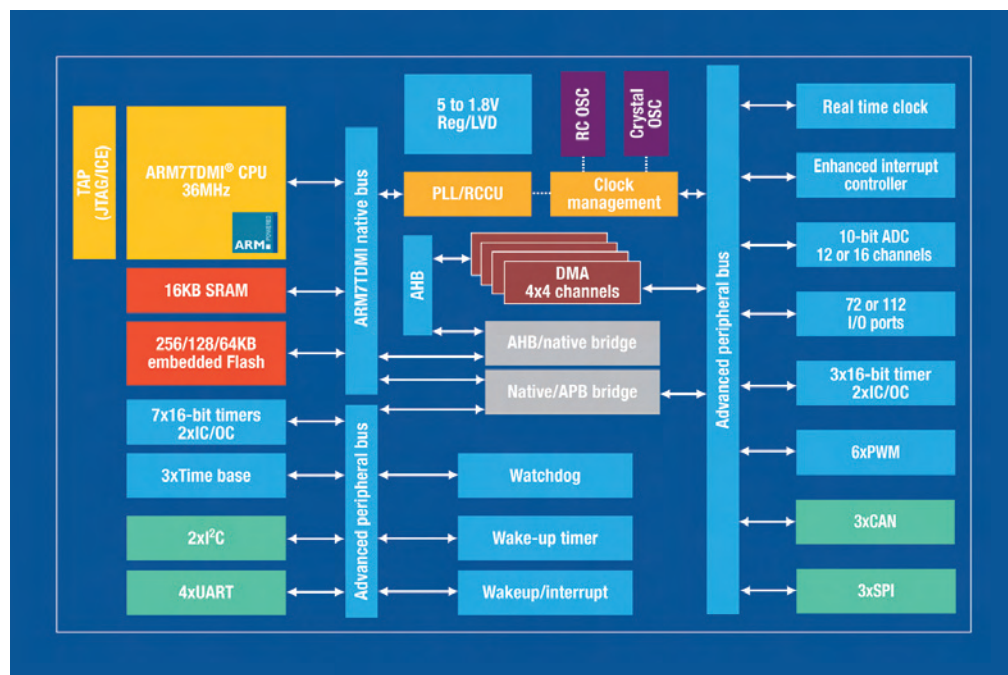 TAP
(JTAG/ICE)
ARM7TDMI® CPU
36MHz
ARM
POWERED
16KB SRAM
256/128/64KB
embedded Flash
7x16-bit timers
2xIC/OC
3xTime base
2xI²C
4xUART
ARM7TDMI native bus
Advanced peripheral bus
5 to 1.8V
Reg/LVD
RC OSC
Crystal
OSC
PLL/RCCU
Clock
management
AHB
DMA
4x4 channels
AHB/native bridge
Native/APB bridge
Watchdog
Wake-up timer
Wakeup/interrupt
Advanced peripheral bus
Real time clock
Enhanced interrupt
controller
10-bit ADC
12 or 16 channels
72 or 112
I/O ports
3x16-bit timer
2xIC/OC
6xPWM
3xCAN
3xSPI